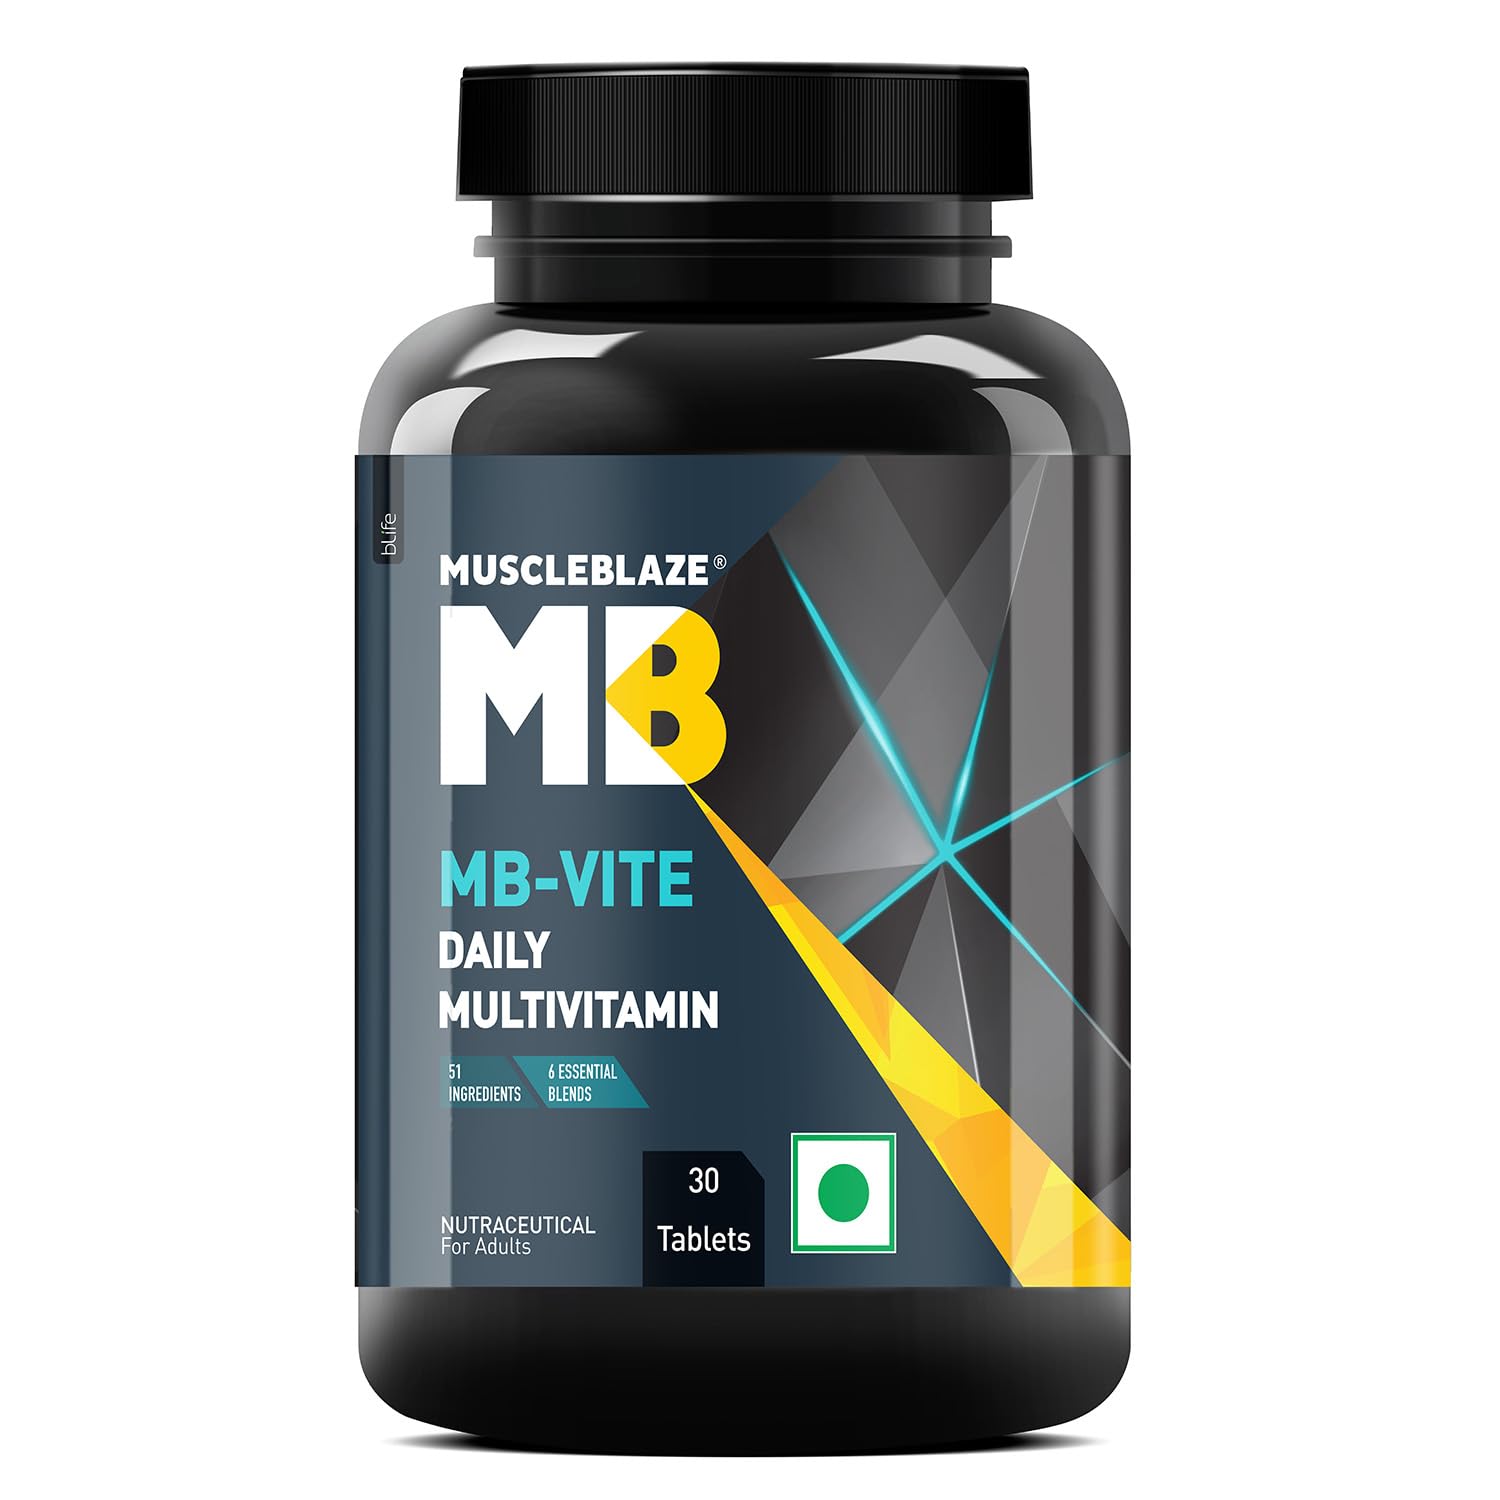 bLife
MUSCLEBLAZE®
MB
MB-VITE
DAILY
MULTIVITAMIN
51
INGREDIENTS
6 ESSENTIAL
BLENDS
30
Tablets
NUTRACEUTICAL
For Adults